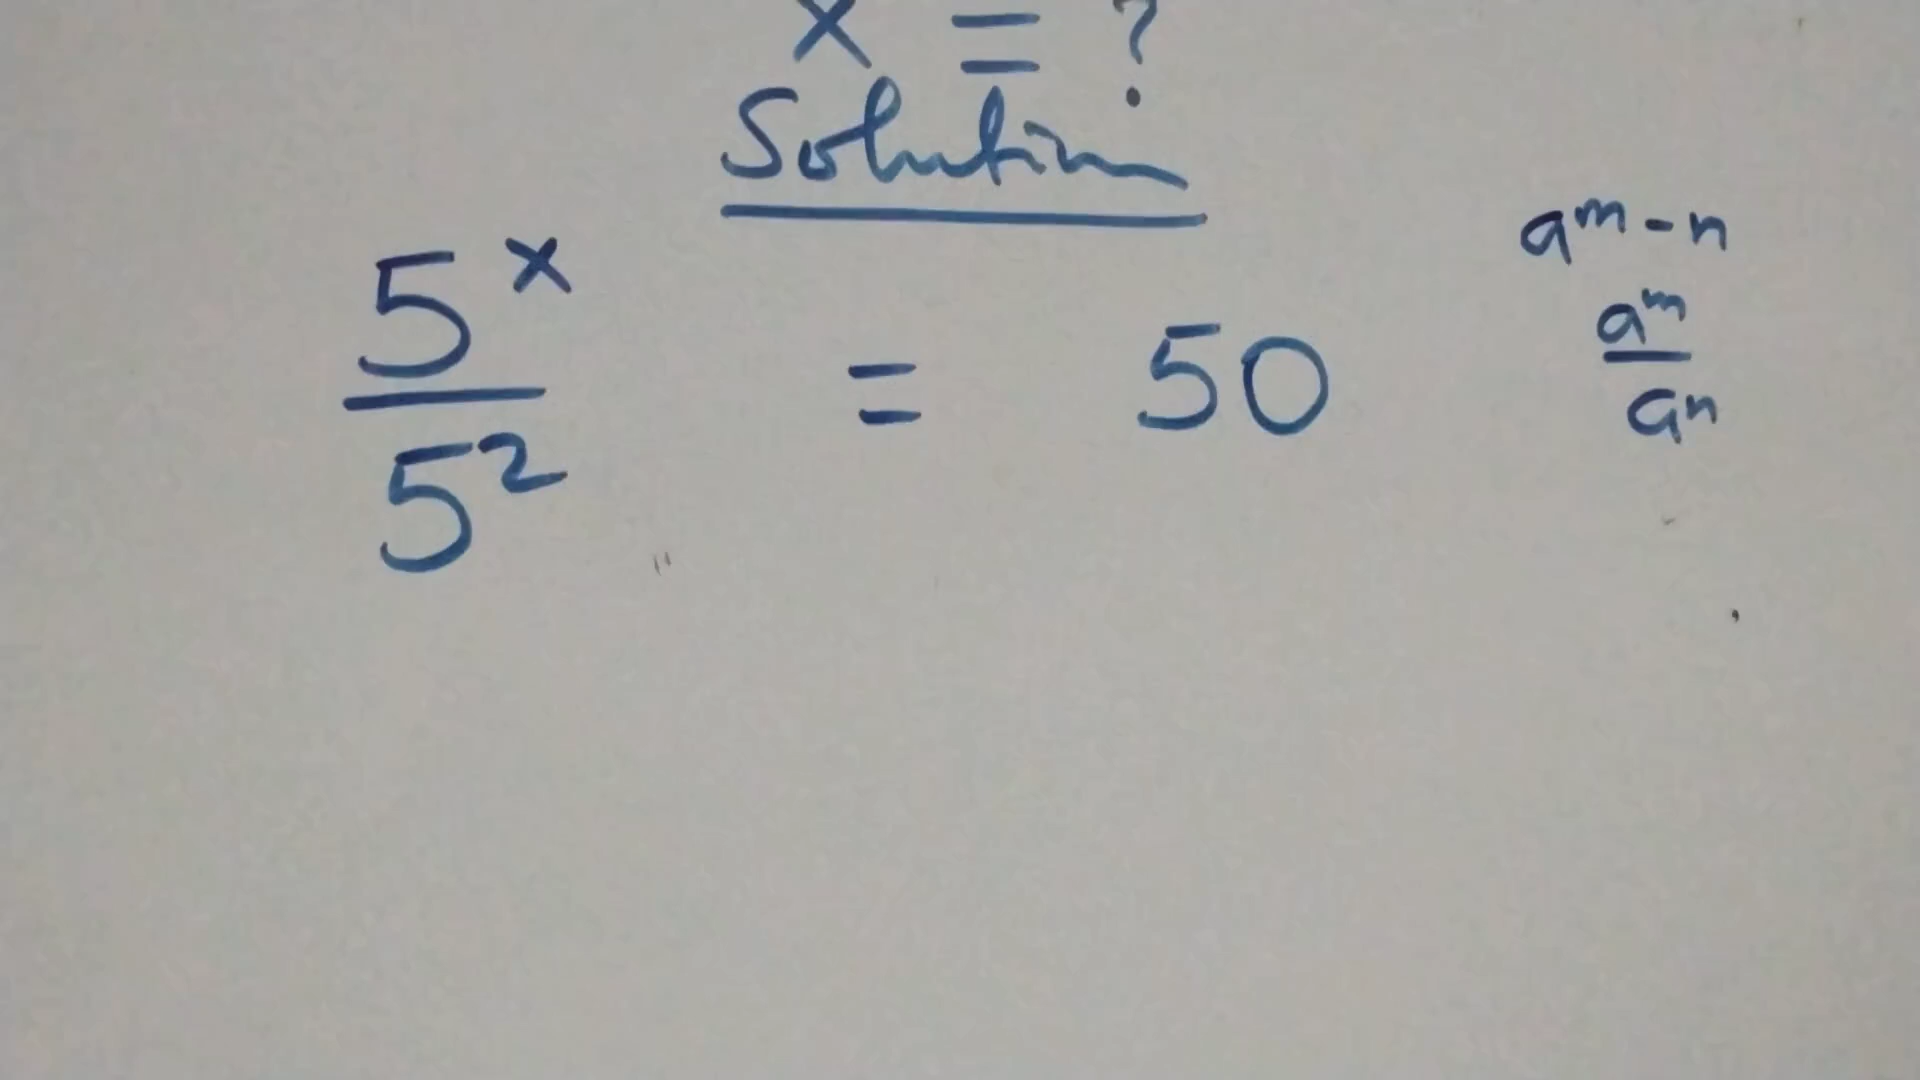 x = ?
Solution
5^x / 5^2 = 50
a^m-n
a^m / a^n